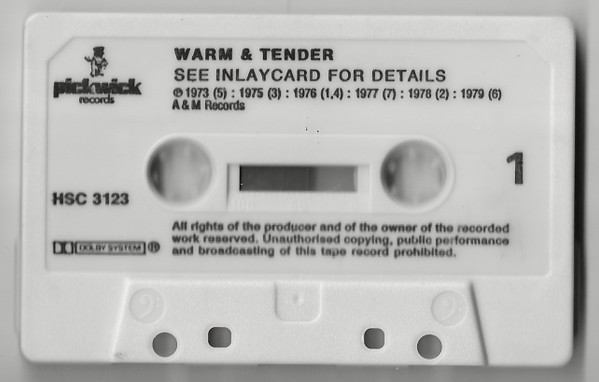 WARM & TENDER
SEE INLAYCARD FOR DETAILS
℗ 1973 (5) : 1975 (3) : 1976 (1,4) : 1977 (7) : 1978 (2) : 1979 (6)
A & M Records
pickwick
records
1
HSC 3123
All rights of the producer and of the owner of the recorded
work reserved. Unauthorised copying, public performance
and broadcasting of this tape record prohibited.
DOLBY SYSTEM ®